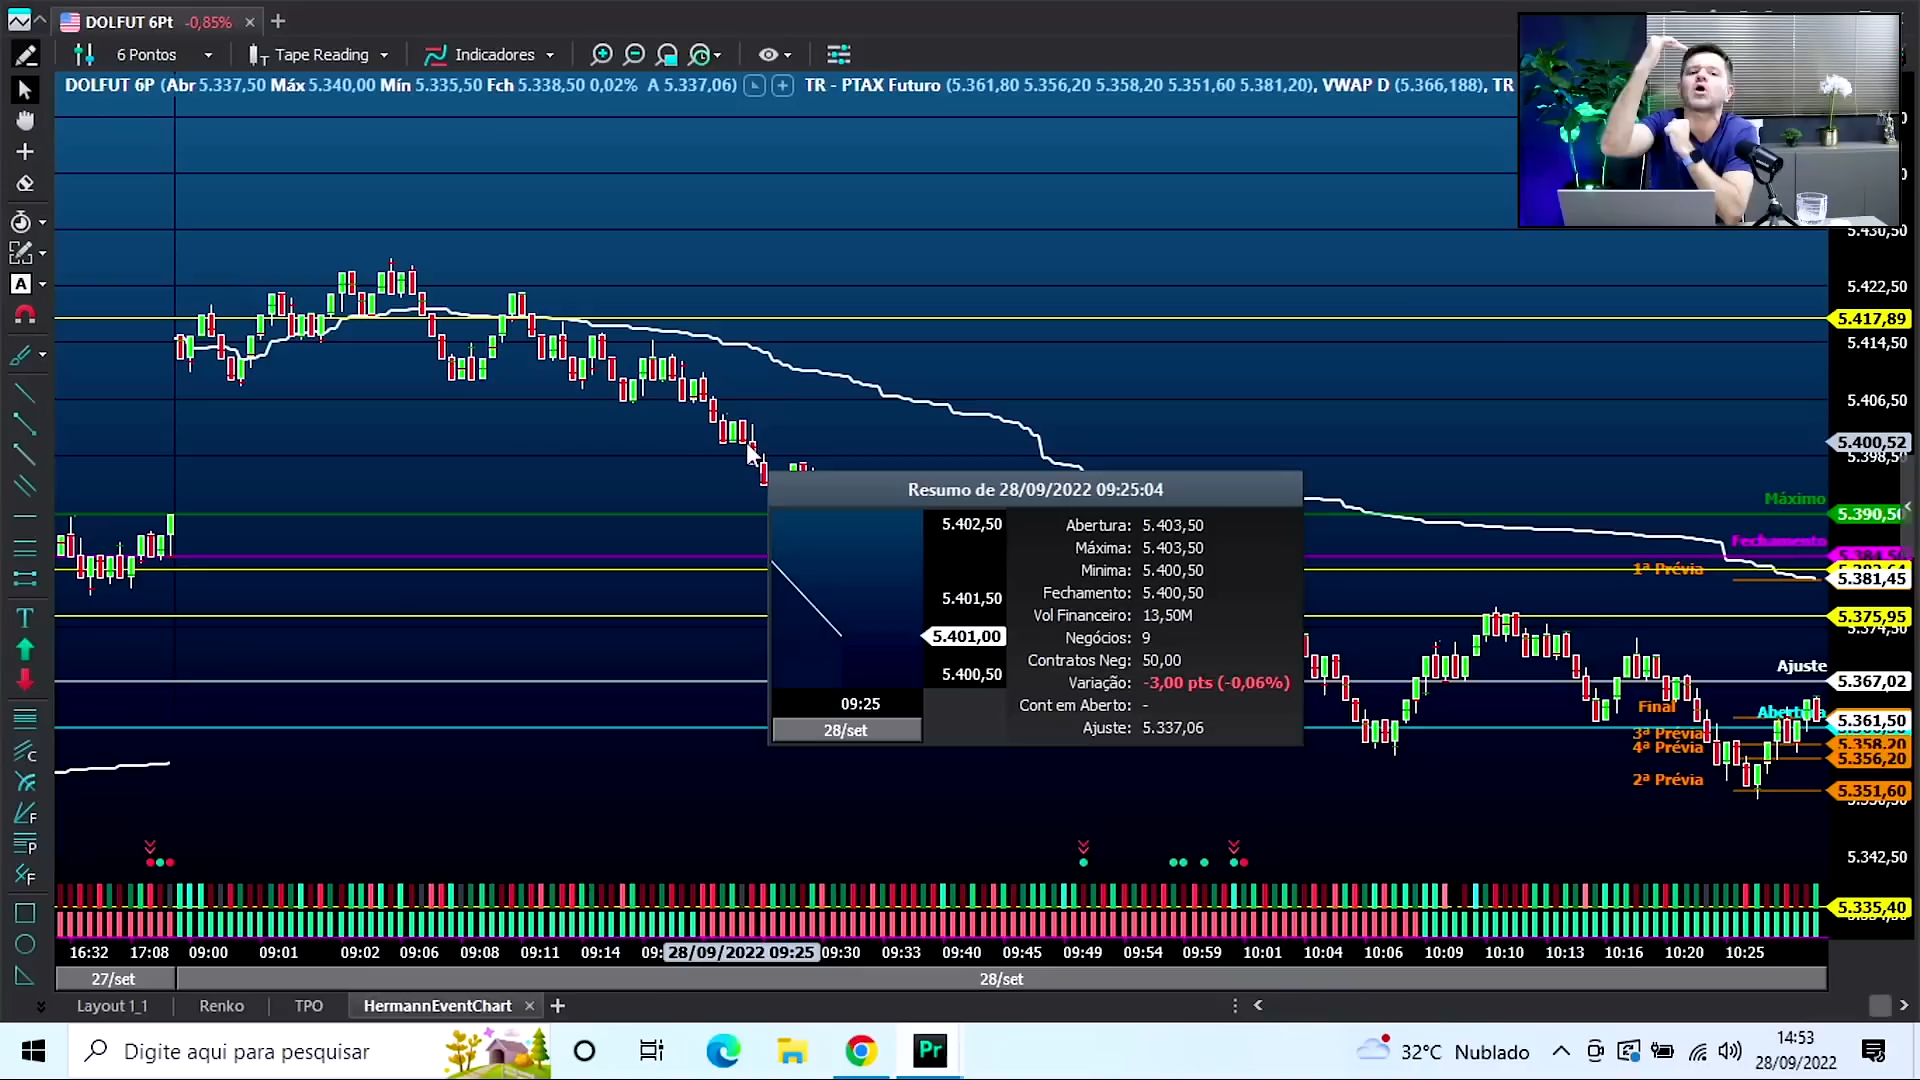 DOLFUT 6Pt -0,85%
6 Pontos Tape Reading Indicadores
DOLFUT 6P (Abr 5.337,50 Máx 5.340,00 Mín 5.335,50 Fch 5.338,50 0,02% A 5.337,06) TR - PTAX Futuro (5.361,80 5.356,20 5.358,20 5.351,60 5.381,20), VWAP D (5.366,188), TR
5.430,50
5.422,50
5.417,89
5.414,50
5.406,50
5.400,52
5.398,50
Máximo
5.390,50
Fechamento
1ª Prévia
5.381,45
5.375,95
5.374,50
Ajuste
5.367,02
Final Abertura
5.361,50
3ª Prévia
5.358,20
4ª Prévia
5.356,20
2ª Prévia
5.351,60
5.342,50
5.335,40
Resumo de 28/09/2022 09:25:04
5.402,50
5.401,50
5.401,00
5.400,50
09:25
28/set
Abertura: 5.403,50
Máxima: 5.403,50
Minima: 5.400,50
Fechamento: 5.400,50
Vol Financeiro: 13,50M
Negócios: 9
Contratos Neg: 50,00
Variação: -3,00 pts (-0,06%)
Cont em Aberto: -
Ajuste: 5.337,06
16:32 17:08 09:00 09:01 09:02 09:06 09:11 09:14 09: 28/09/2022 09:25 09:30 09:33 09:40 09:45 09:49 09:54 09:59 10:01 10:04 10:06 10:09 10:10 10:13 10:16 10:20 10:25
27/set 28/set
Layout 1_1 Renko TPO HermannEventChart
Digite aqui para pesquisar
Pr
32°C Nublado
14:53
28/09/2022